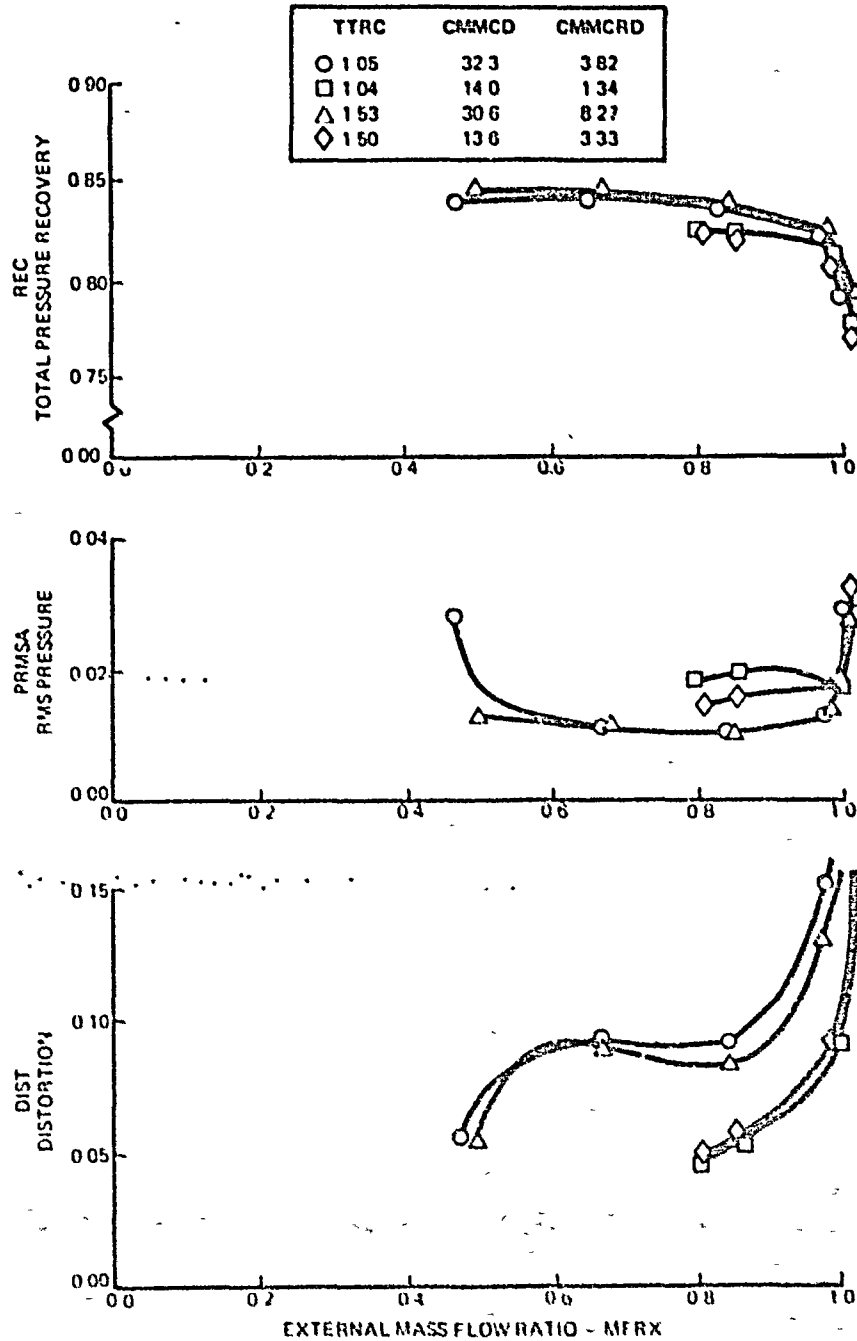 TTRC CMMCD CMMCRD
1 05 32 3 3 82
1 04 14 0 1 34
1 53 30 6 8 27
1 50 13 6 3 33
0 90
0 85
0 80
0 75
0 00
REC
TOTAL PRESSURE RECOVERY
0 0 0 2 0 4 0 6 0 8 1 0
0 04
0 02
0 00
PRMSA
RMS PRESSURE
0 0 0 2 0 4 0 6 0 8 1 0
0 15
0 10
0 05
0 00
DIST
DISTORTION
0 0 0 2 0 4 0 6 0 8 1 0
EXTERNAL MASS FLOW RATIO - MFRX